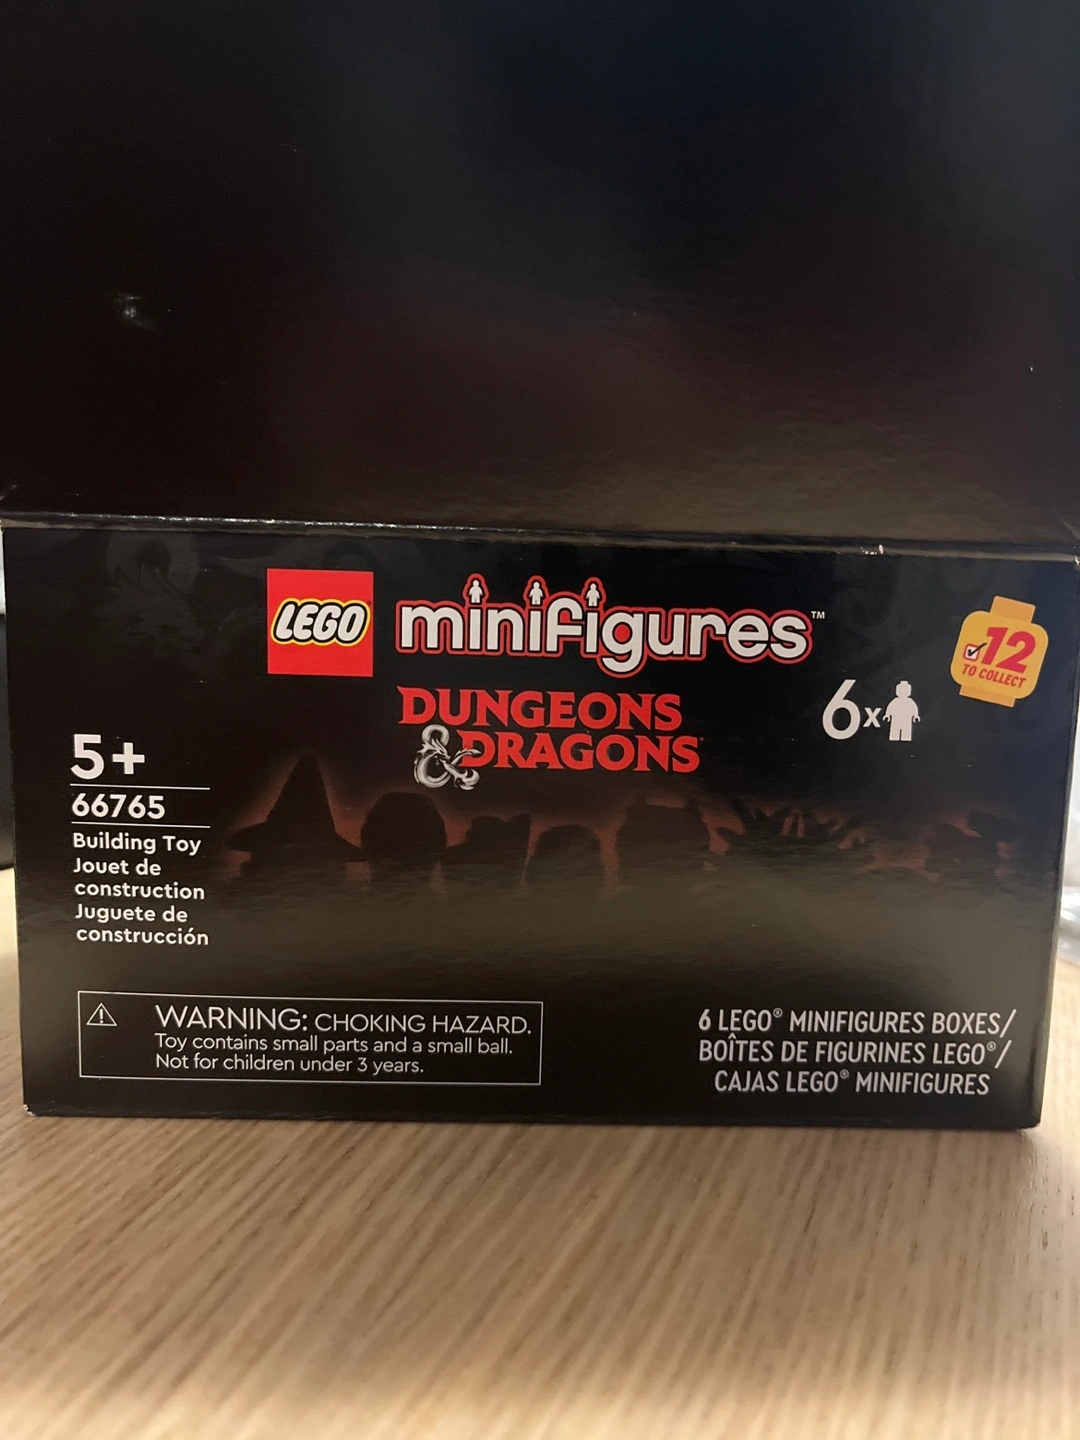 LEGO minifigures™
DUNGEONS
& DRAGONS
6x
12
TO COLLECT
5+
66765
Building Toy
Jouet de
construction
Juguete de
construcción
WARNING: CHOKING HAZARD.
Toy contains small parts and a small ball.
Not for children under 3 years.
6 LEGO® MINIFIGURES BOXES/
BOÎTES DE FIGURINES LEGO®/
CAJAS LEGO® MINIFIGURES